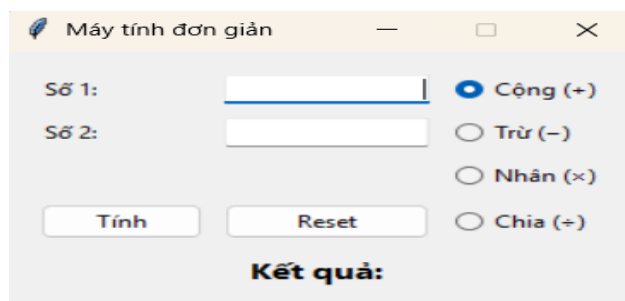 Máy tính đơn giản
Số 1: Cộng (+)
Số 2: Trừ (−)
Nhân (×)
Tính Reset Chia (÷)
Kết quả: